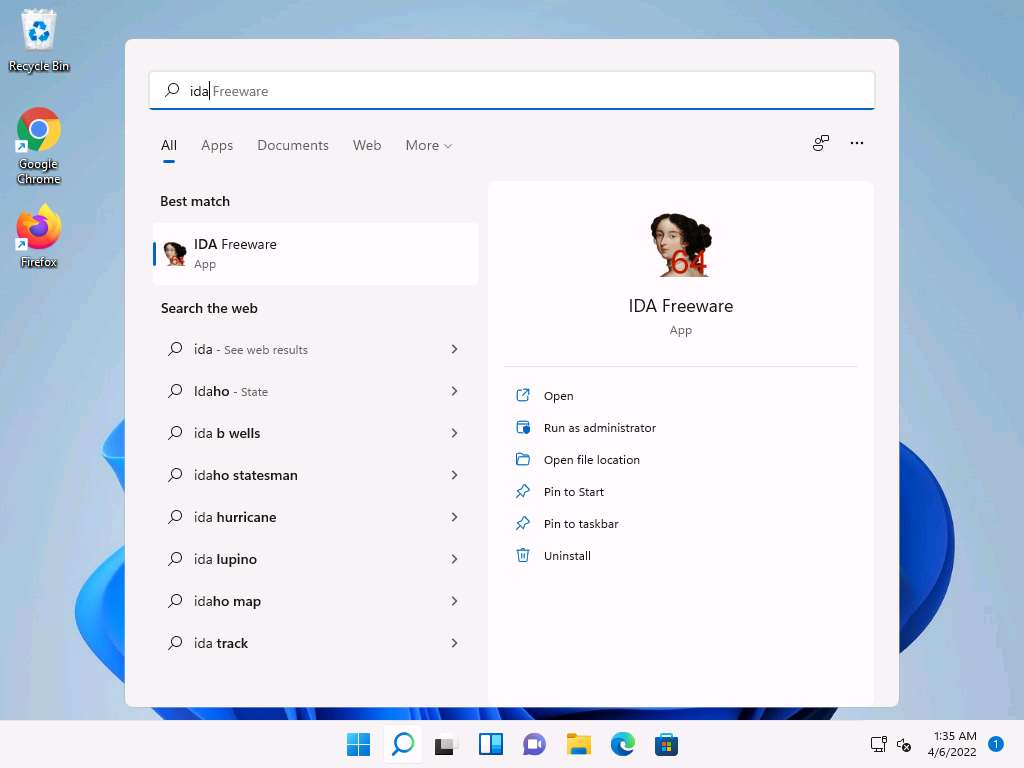 Recycle Bin
Google
Chrome
Firefox
ida Freeware
All Apps Documents Web More
Best match
IDA Freeware
App
Search the web
ida - See web results
Idaho - State
ida b wells
idaho statesman
ida hurricane
ida lupino
idaho map
ida track
64
IDA Freeware
App
Open
Run as administrator
Open file location
Pin to Start
Pin to taskbar
Uninstall
1:35 AM
4/6/2022
1